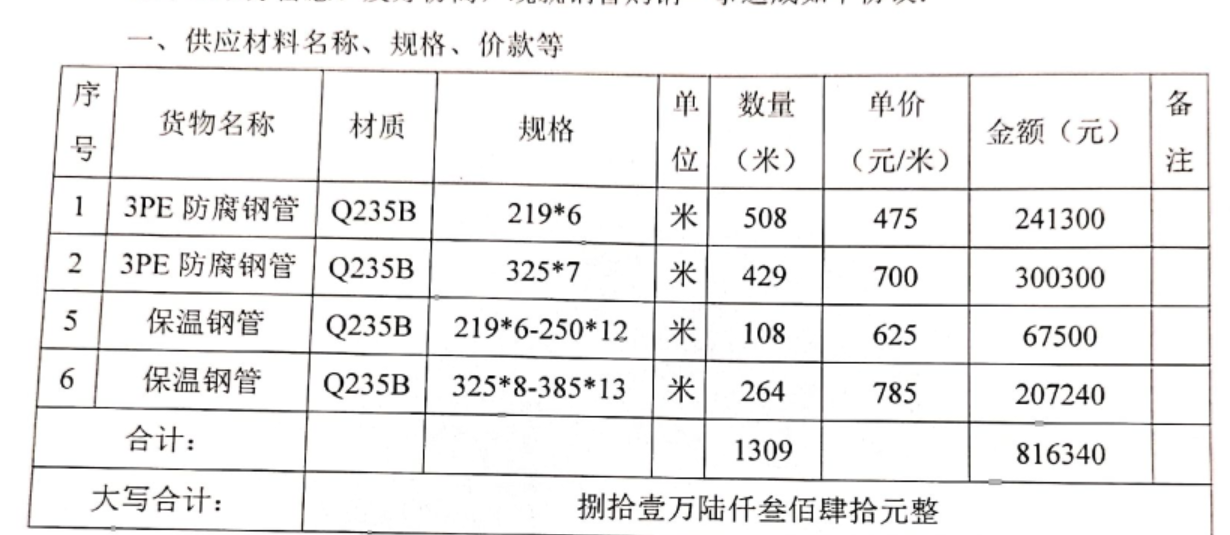 一、供应材料名称、规格、价款等
序号 货物名称 材质 规格 单位 数量（米） 单价（元/米） 金额（元） 备注
1 3PE 防腐钢管 Q235B 219*6 米 508 475 241300
2 3PE 防腐钢管 Q235B 325*7 米 429 700 300300
5 保温钢管 Q235B 219*6-250*12 米 108 625 67500
6 保温钢管 Q235B 325*8-385*13 米 264 785 207240
合计： 1309 816340
大写合计： 捌拾壹万陆仟叁佰肆拾元整